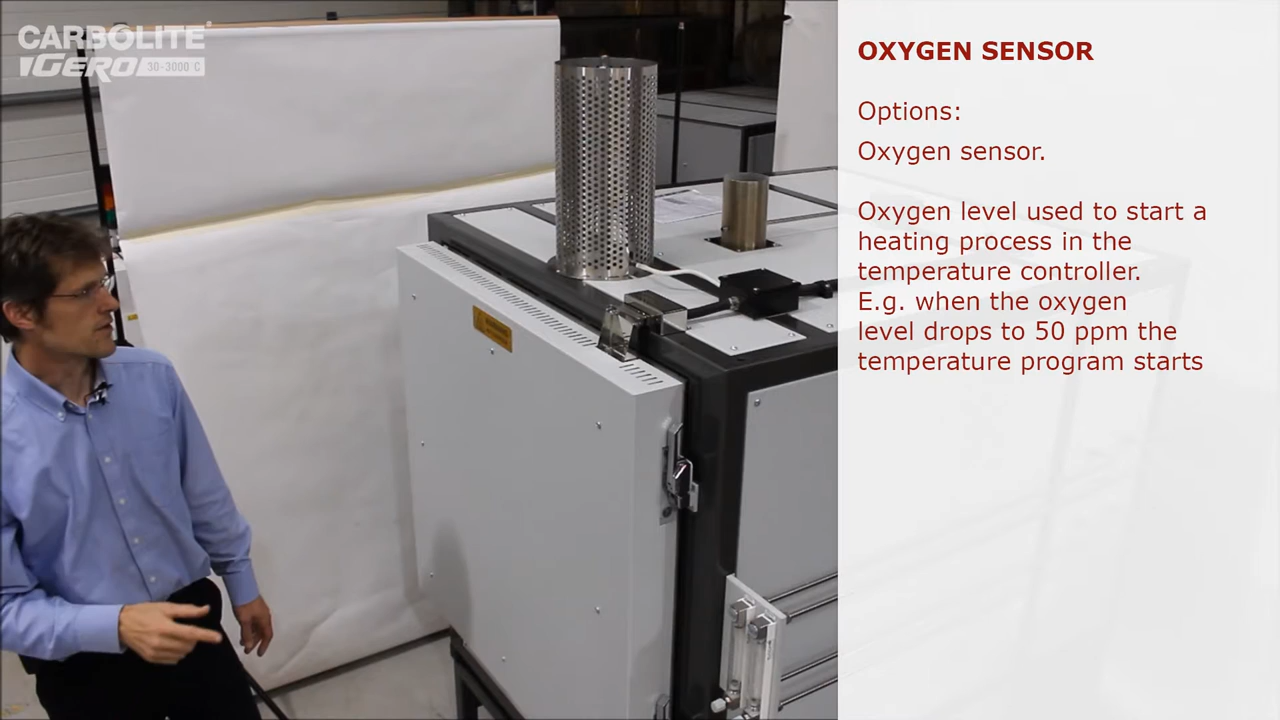 CARBOLITE
GERO 30-3000 °C
OXYGEN SENSOR
Options:
Oxygen sensor.
Oxygen level used to start a
heating process in the
temperature controller.
E.g. when the oxygen
level drops to 50 ppm the
temperature program starts